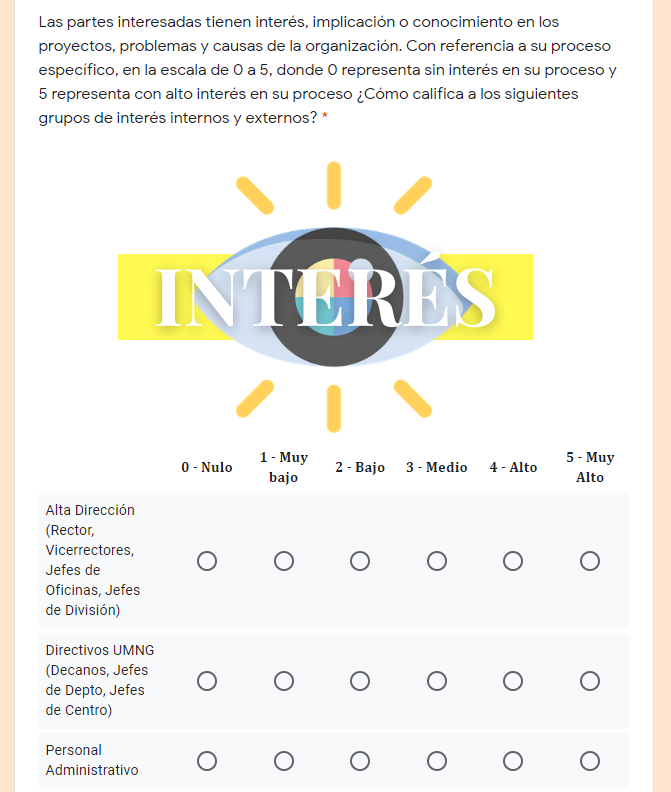 Las partes interesadas tienen interés, implicación o conocimiento en los
proyectos, problemas y causas de la organización. Con referencia a su proceso
específico, en la escala de 0 a 5, donde 0 representa sin interés en su proceso y
5 representa con alto interés en su proceso ¿Cómo califica a los siguientes
grupos de interés internos y externos? *
INTERÉS
0 - Nulo
1 - Muy
bajo
2 - Bajo
3 - Medio
4 - Alto
5 - Muy
Alto
Alta Dirección
(Rector,
Vicerrectores,
Jefes de
Oficinas, Jefes
de División)
Directivos UMNG
(Decanos, Jefes
de Depto, Jefes
de Centro)
Personal
Administrativo